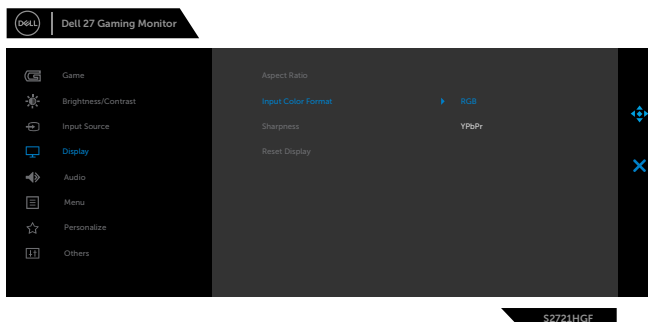 DELL
Dell 27 Gaming Monitor
Game
Aspect Ratio
Brightness/Contrast
Input Color Format
RGB
Input Source
Sharpness
YPbPr
Display
Reset Display
Audio
Menu
Personalize
Others
S2721HGF